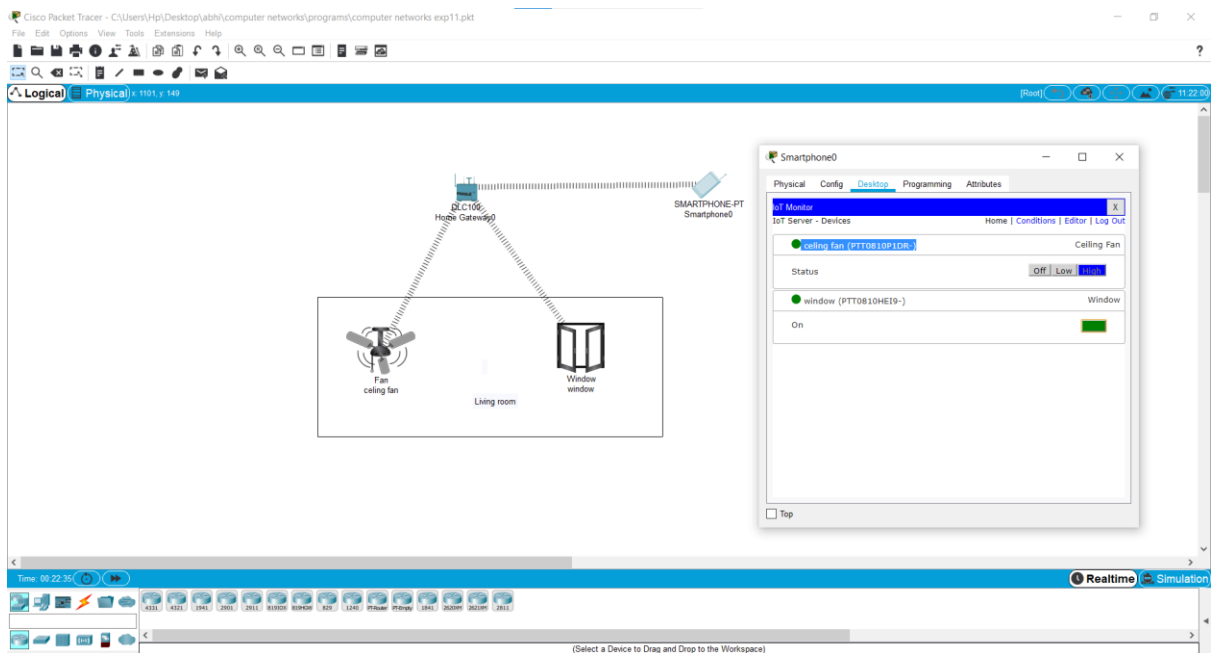 Cisco Packet Tracer - C:\Users\Hp\Desktop\abhi\computer networks\programs\computer networks exp11.pkt
File Edit Options View Tools Extensions Help
?
Logical Physical x: 1101, y: 149 [Root] 11:22:00
Smartphone0
Physical Config Desktop Programming Attributes
IoT Monitor X
IoT Server - Devices Home | Conditions | Editor | Log Out
celing fan (PTT0810P1DR-) Ceiling Fan
Status Off Low High
window (PTT0810HEI9-) Window
On
Top
DLC100
Home Gateway0
SMARTPHONE-PT
Smartphone0
Fan
celing fan
Window
window
Living room
Time: 00:22:35 Realtime Simulation
4331 4321 1941 2901 2911 819IOX 819HGW 829 1240 PT-Router PT-Empty 1841 2620XM 2621XM 2811
(Select a Device to Drag and Drop to the Workspace)